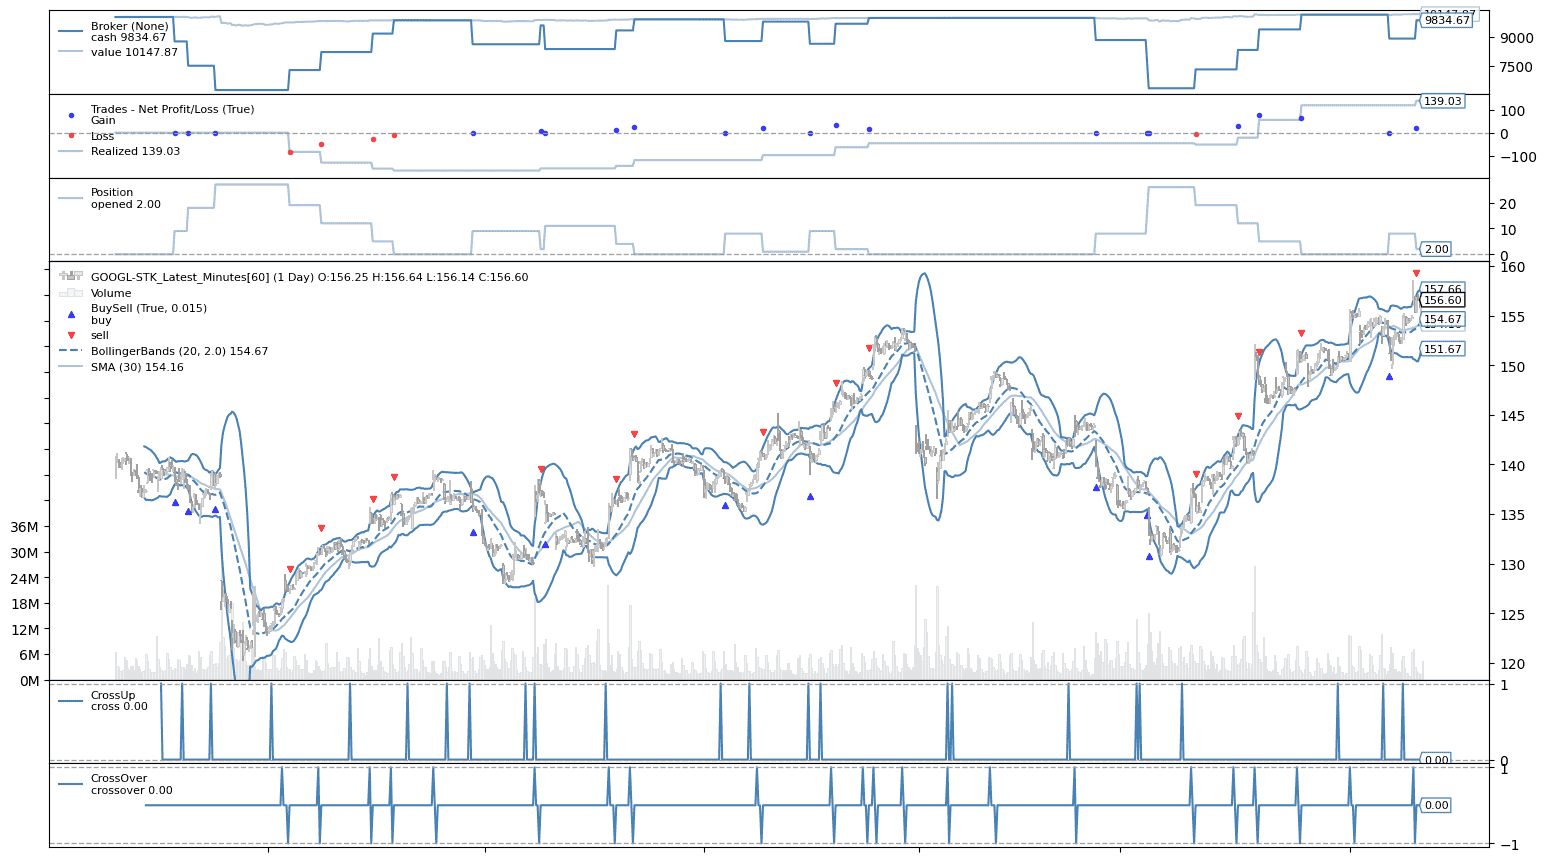 Broker (None)
cash 9834.67
value 10147.87
10147.87
9834.67
9000
7500
Trades - Net Profit/Loss (True)
Gain
Loss
Realized 139.03
139.03
100
0
−100
Position
opened 2.00
20
10
0
2.00
GOOGL-STK_Latest_Minutes[60] (1 Day) O:156.25 H:156.64 L:156.14 C:156.60
Volume
BuySell (True, 0.015)
buy
sell
BollingerBands (20, 2.0) 154.67
SMA (30) 154.16
160
157.66
156.60
155
154.67
154.16
151.67
150
145
140
135
130
125
120
36M
30M
24M
18M
12M
6M
0M
CrossUp
cross 0.00
1
0
0.00
CrossOver
crossover 0.00
1
0.00
−1